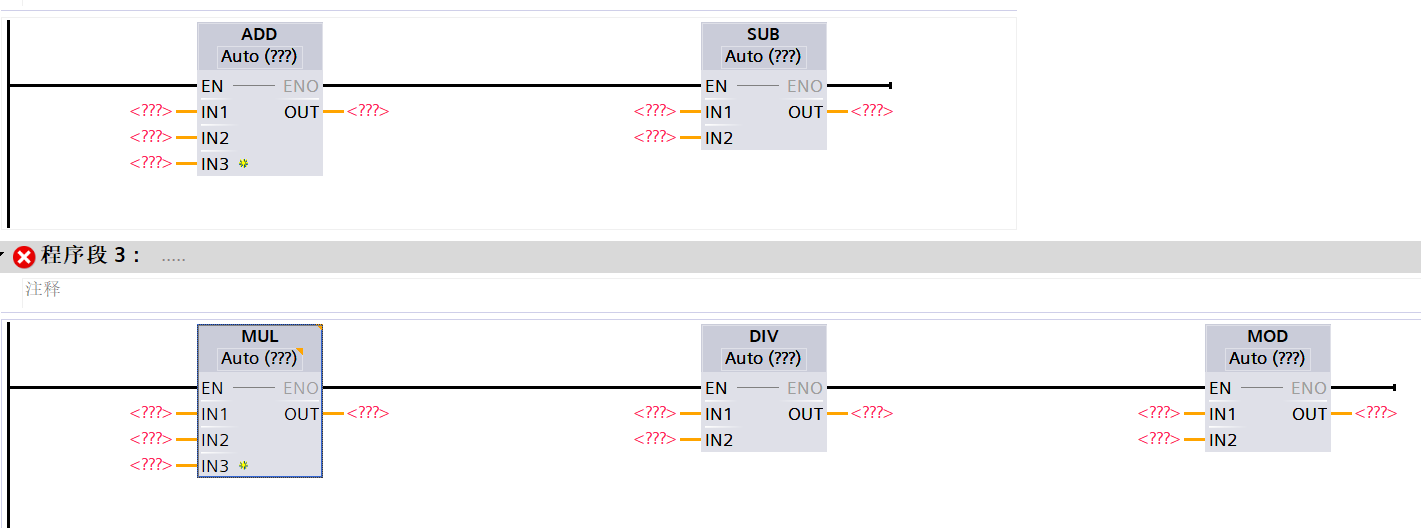 ADD SUB
Auto (???) Auto (???)
EN ENO EN ENO
<???> IN1 OUT <???> <???> IN1 OUT <???>
<???> IN2 <???> IN2
<???> IN3
程序段 3： .....
注释
MUL DIV MOD
Auto (???) Auto (???) Auto (???)
EN ENO EN ENO EN ENO
<???> IN1 OUT <???> <???> IN1 OUT <???> <???> IN1 OUT <???>
<???> IN2 <???> IN2 <???> IN2
<???> IN3